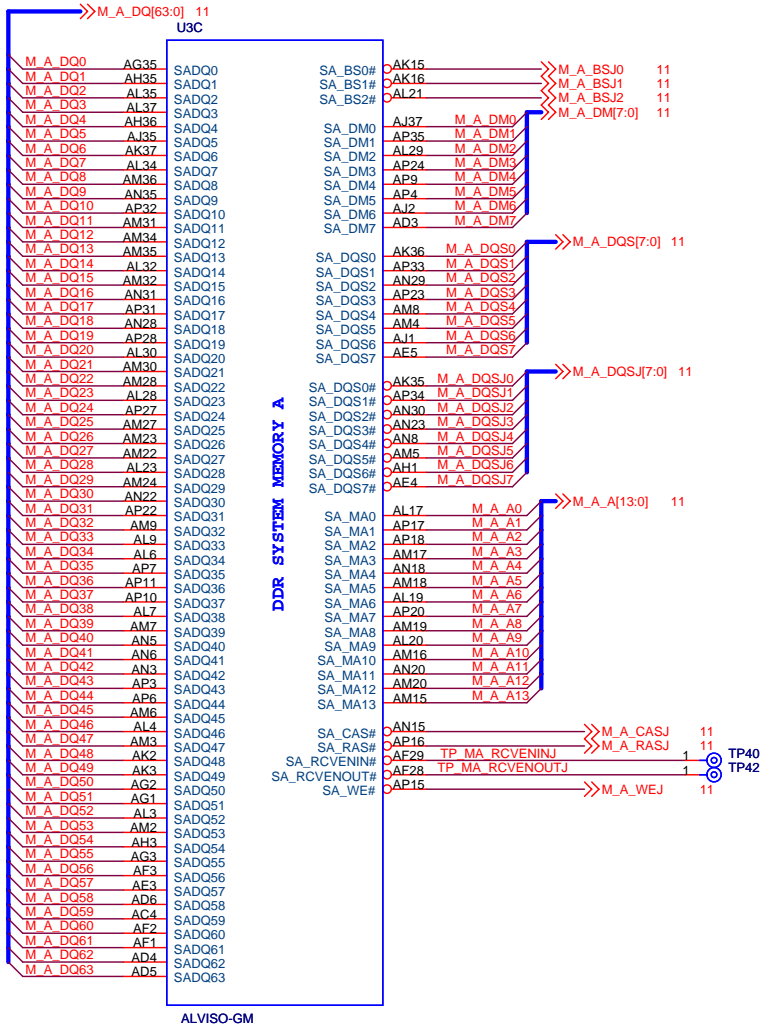 M_A_DQ[63:0] 11
U3C
M_A_DQ0 AG35 SADQ0
M_A_DQ1 AH35 SADQ1
M_A_DQ2 AL35 SADQ2
M_A_DQ3 AL37 SADQ3
M_A_DQ4 AH36 SADQ4
M_A_DQ5 AJ35 SADQ5
M_A_DQ6 AK37 SADQ6
M_A_DQ7 AL34 SADQ7
M_A_DQ8 AM36 SADQ8
M_A_DQ9 AN35 SADQ9
M_A_DQ10 AP32 SADQ10
M_A_DQ11 AM31 SADQ11
M_A_DQ12 AM34 SADQ12
M_A_DQ13 AM35 SADQ13
M_A_DQ14 AL32 SADQ14
M_A_DQ15 AM32 SADQ15
M_A_DQ16 AN31 SADQ16
M_A_DQ17 AP31 SADQ17
M_A_DQ18 AN28 SADQ18
M_A_DQ19 AP28 SADQ19
M_A_DQ20 AL30 SADQ20
M_A_DQ21 AM30 SADQ21
M_A_DQ22 AM28 SADQ22
M_A_DQ23 AL28 SADQ23
M_A_DQ24 AP27 SADQ24
M_A_DQ25 AM27 SADQ25
M_A_DQ26 AM23 SADQ26
M_A_DQ27 AM22 SADQ27
M_A_DQ28 AL23 SADQ28
M_A_DQ29 AM24 SADQ29
M_A_DQ30 AN22 SADQ30
M_A_DQ31 AP22 SADQ31
M_A_DQ32 AM9 SADQ32
M_A_DQ33 AL9 SADQ33
M_A_DQ34 AL6 SADQ34
M_A_DQ35 AP7 SADQ35
M_A_DQ36 AP11 SADQ36
M_A_DQ37 AP10 SADQ37
M_A_DQ38 AL7 SADQ38
M_A_DQ39 AM7 SADQ39
M_A_DQ40 AN5 SADQ40
M_A_DQ41 AN6 SADQ41
M_A_DQ42 AN3 SADQ42
M_A_DQ43 AP3 SADQ43
M_A_DQ44 AP6 SADQ44
M_A_DQ45 AM6 SADQ45
M_A_DQ46 AL4 SADQ46
M_A_DQ47 AM3 SADQ47
M_A_DQ48 AK2 SADQ48
M_A_DQ49 AK3 SADQ49
M_A_DQ50 AG2 SADQ50
M_A_DQ51 AG1 SADQ51
M_A_DQ52 AL3 SADQ52
M_A_DQ53 AM2 SADQ53
M_A_DQ54 AH3 SADQ54
M_A_DQ55 AG3 SADQ55
M_A_DQ56 AF3 SADQ56
M_A_DQ57 AE3 SADQ57
M_A_DQ58 AD6 SADQ58
M_A_DQ59 AC4 SADQ59
M_A_DQ60 AF2 SADQ60
M_A_DQ61 AF1 SADQ61
M_A_DQ62 AD4 SADQ62
M_A_DQ63 AD5 SADQ63
DDR SYSTEM MEMORY A
SA_BS0# AK15 M_A_BSJ0 11
SA_BS1# AK16 M_A_BSJ1 11
SA_BS2# AL21 M_A_BSJ2 11
M_A_DM[7:0] 11
SA_DM0 AJ37 M_A_DM0
SA_DM1 AP35 M_A_DM1
SA_DM2 AL29 M_A_DM2
SA_DM3 AP24 M_A_DM3
SA_DM4 AP9 M_A_DM4
SA_DM5 AP4 M_A_DM5
SA_DM6 AJ2 M_A_DM6
SA_DM7 AD3 M_A_DM7
M_A_DQS[7:0] 11
SA_DQS0 AK36 M_A_DQS0
SA_DQS1 AP33 M_A_DQS1
SA_DQS2 AN29 M_A_DQS2
SA_DQS3 AP23 M_A_DQS3
SA_DQS4 AM8 M_A_DQS4
SA_DQS5 AM4 M_A_DQS5
SA_DQS6 AJ1 M_A_DQS6
SA_DQS7 AE5 M_A_DQS7
M_A_DQSJ[7:0] 11
SA_DQS0# AK35 M_A_DQSJ0
SA_DQS1# AP34 M_A_DQSJ1
SA_DQS2# AN30 M_A_DQSJ2
SA_DQS3# AN23 M_A_DQSJ3
SA_DQS4# AN8 M_A_DQSJ4
SA_DQS5# AM5 M_A_DQSJ5
SA_DQS6# AH1 M_A_DQSJ6
SA_DQS7# AE4 M_A_DQSJ7
M_A_A[13:0] 11
SA_MA0 AL17 M_A_A0
SA_MA1 AP17 M_A_A1
SA_MA2 AP18 M_A_A2
SA_MA3 AM17 M_A_A3
SA_MA4 AN18 M_A_A4
SA_MA5 AM18 M_A_A5
SA_MA6 AL19 M_A_A6
SA_MA7 AP20 M_A_A7
SA_MA8 AM19 M_A_A8
SA_MA9 AL20 M_A_A9
SA_MA10 AM16 M_A_A10
SA_MA11 AN20 M_A_A11
SA_MA12 AM20 M_A_A12
SA_MA13 AM15 M_A_A13
SA_CAS# AN15 M_A_CASJ 11
SA_RAS# AP16 M_A_RASJ 11
SA_RCVENIN# AF29 TP_MA_RCVENINJ 1 TP40
SA_RCVENOUT# AF28 TP_MA_RCVENOUTJ 1 TP42
SA_WE# AP15 M_A_WEJ 11
ALVISO-GM